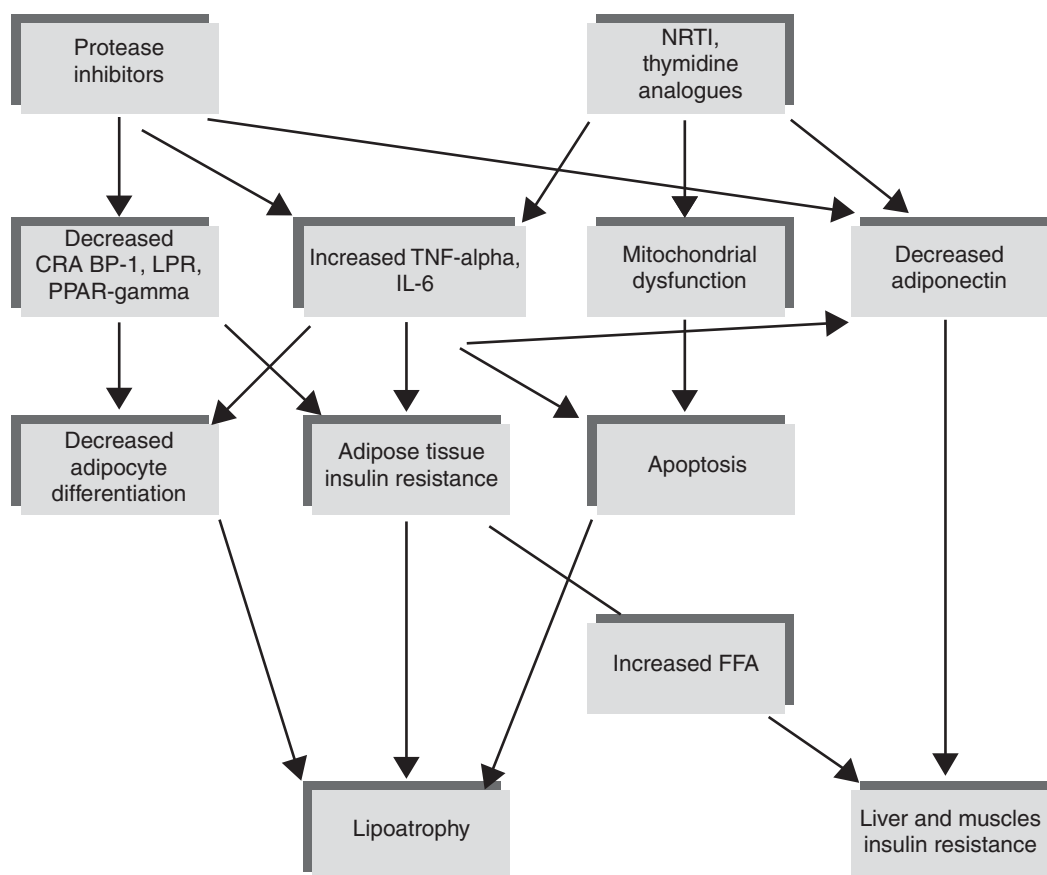 Protease
inhibitors
NRTI,
thymidine
analogues
Decreased
CRA BP-1, LPR,
PPAR-gamma
Increased TNF-alpha,
IL-6
Mitochondrial
dysfunction
Decreased
adiponectin
Decreased
adipocyte
differentiation
Adipose tissue
insulin resistance
Apoptosis
Increased FFA
Lipoatrophy
Liver and muscles
insulin resistance